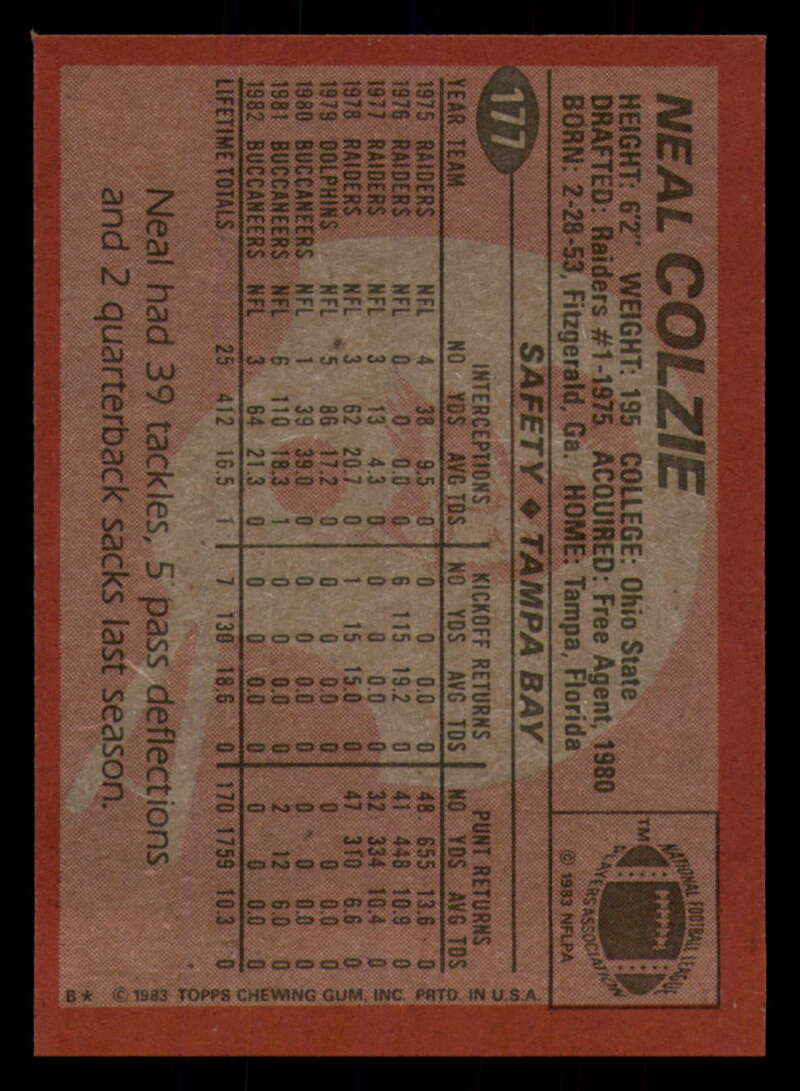 NEAL COLZIE
HEIGHT: 6'2" WEIGHT: 195 COLLEGE: Ohio State
DRAFTED: Raiders #1-1975 ACQUIRED: Free Agent, 1980
BORN: 2-28-53, Fitzgerald, Ga. HOME: Tampa, Florida
NATIONAL FOOTBALL LEAGUE
PLAYERS ASSOCIATION
TM
© 1983 NFLPA
177
SAFETY ◆ TAMPA BAY
INTERCEPTIONS KICKOFF RETURNS PUNT RETURNS
YEAR TEAM NO YDS AVG TDS NO YDS AVG TDS NO YDS AVG TDS
1975 RAIDERS NFL 4 38 9.5 0 0 0 0.0 0 48 655 13.6 0
1976 RAIDERS NFL 0 0 0.0 0 6 115 19.2 0 41 448 10.9 0
1977 RAIDERS NFL 3 13 4.3 0 0 0 0.0 0 32 334 10.4 0
1978 RAIDERS NFL 3 62 20.7 0 1 15 15.0 0 47 310 6.6 0
1979 DOLPHINS NFL 5 86 17.2 0 0 0 0.0 0 0 0 0.0 0
1980 BUCCANEERS NFL 1 39 39.0 0 0 0 0.0 0 0 0 0.0 0
1981 BUCCANEERS NFL 6 110 18.3 1 0 0 0.0 0 2 12 6.0 0
1982 BUCCANEERS NFL 3 64 21.3 0 0 0 0.0 0 0 0 0.0 0
LIFETIME TOTALS 25 412 16.5 1 7 130 18.6 0 170 1759 10.3 0
Neal had 39 tackles, 5 pass deflections
and 2 quarterback sacks last season.
B* © 1983 TOPPS CHEWING GUM, INC. PRTD. IN U.S.A.